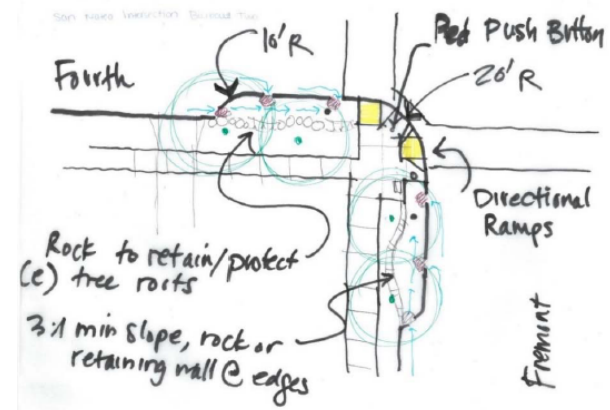 10'R
Ped Push Button
Fourth
20' R
Directional
Ramps
Rock to retain/protect
(e) tree roots
3:1 min slope, rock or
retaining wall @ edges
Fremont